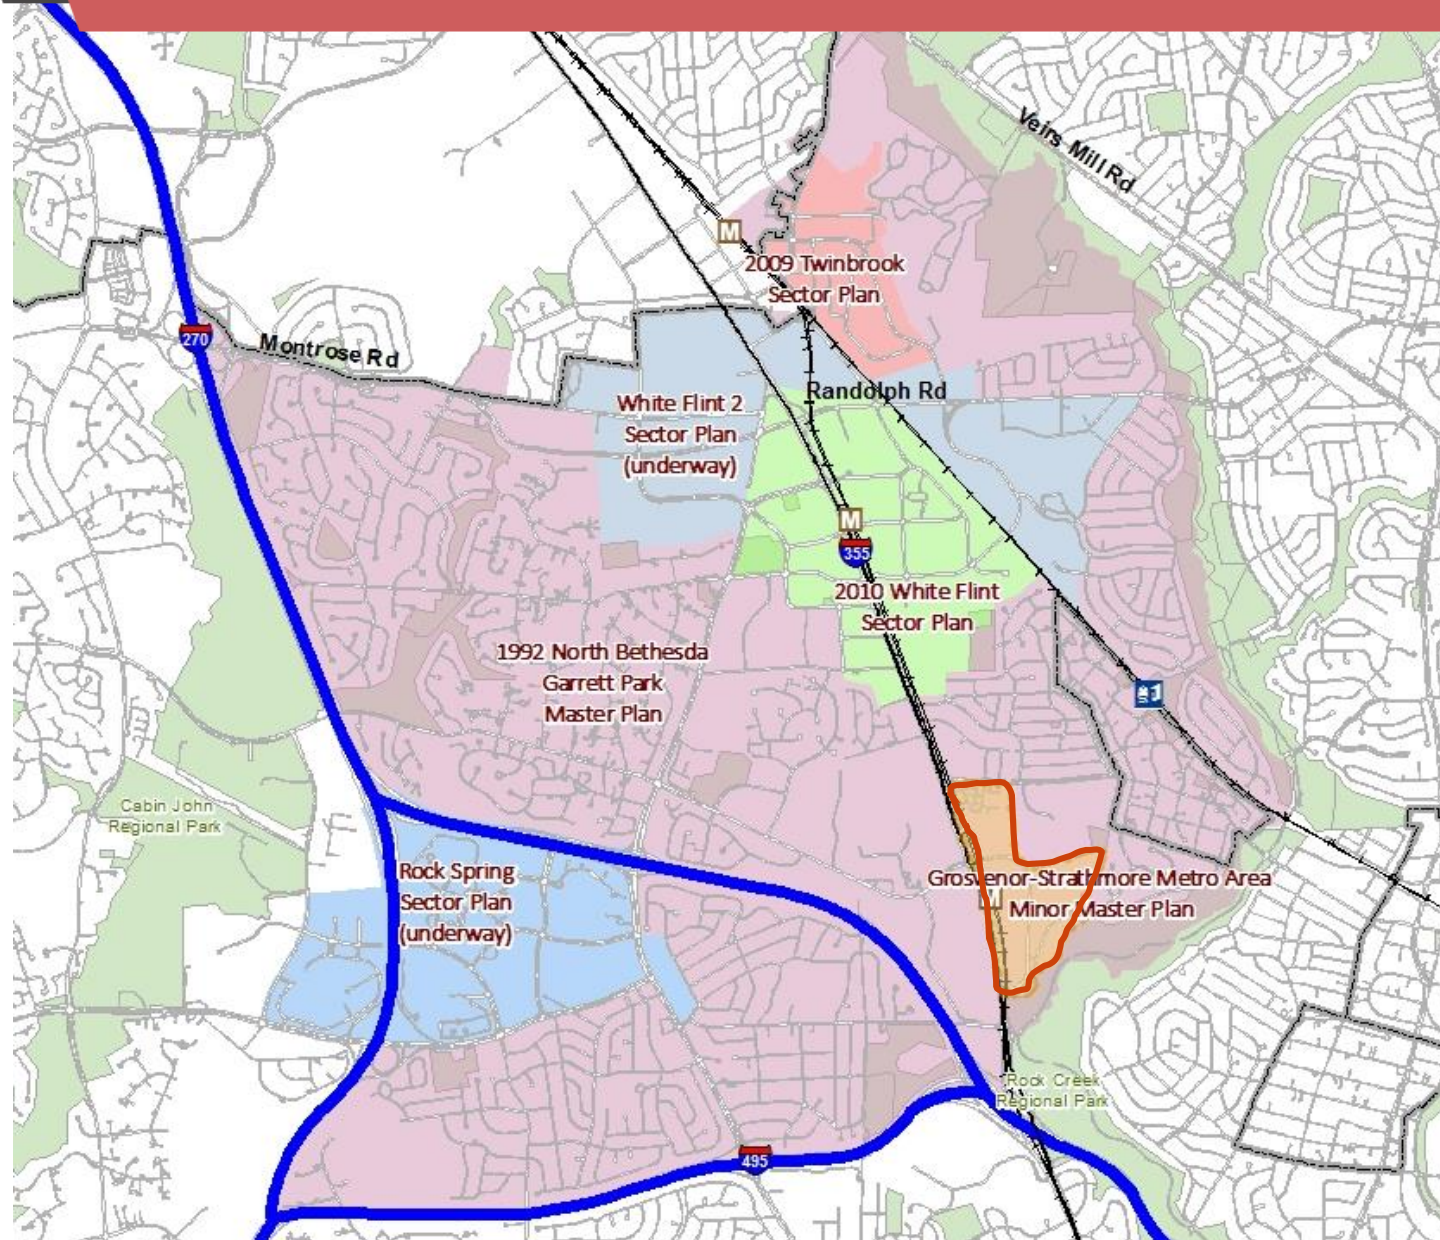 Veirs Mill Rd
M
2009 Twinbrook
Sector Plan
270
Montrose Rd
Randolph Rd
White Flint 2
Sector Plan
(underway)
M
355
2010 White Flint
Sector Plan
1992 North Bethesda
Garrett Park
Master Plan
Cabin John
Regional Park
Rock Spring
Sector Plan
(underway)
Grosvenor-Strathmore Metro Area
Minor Master Plan
Rock Creek
Regional Park
495